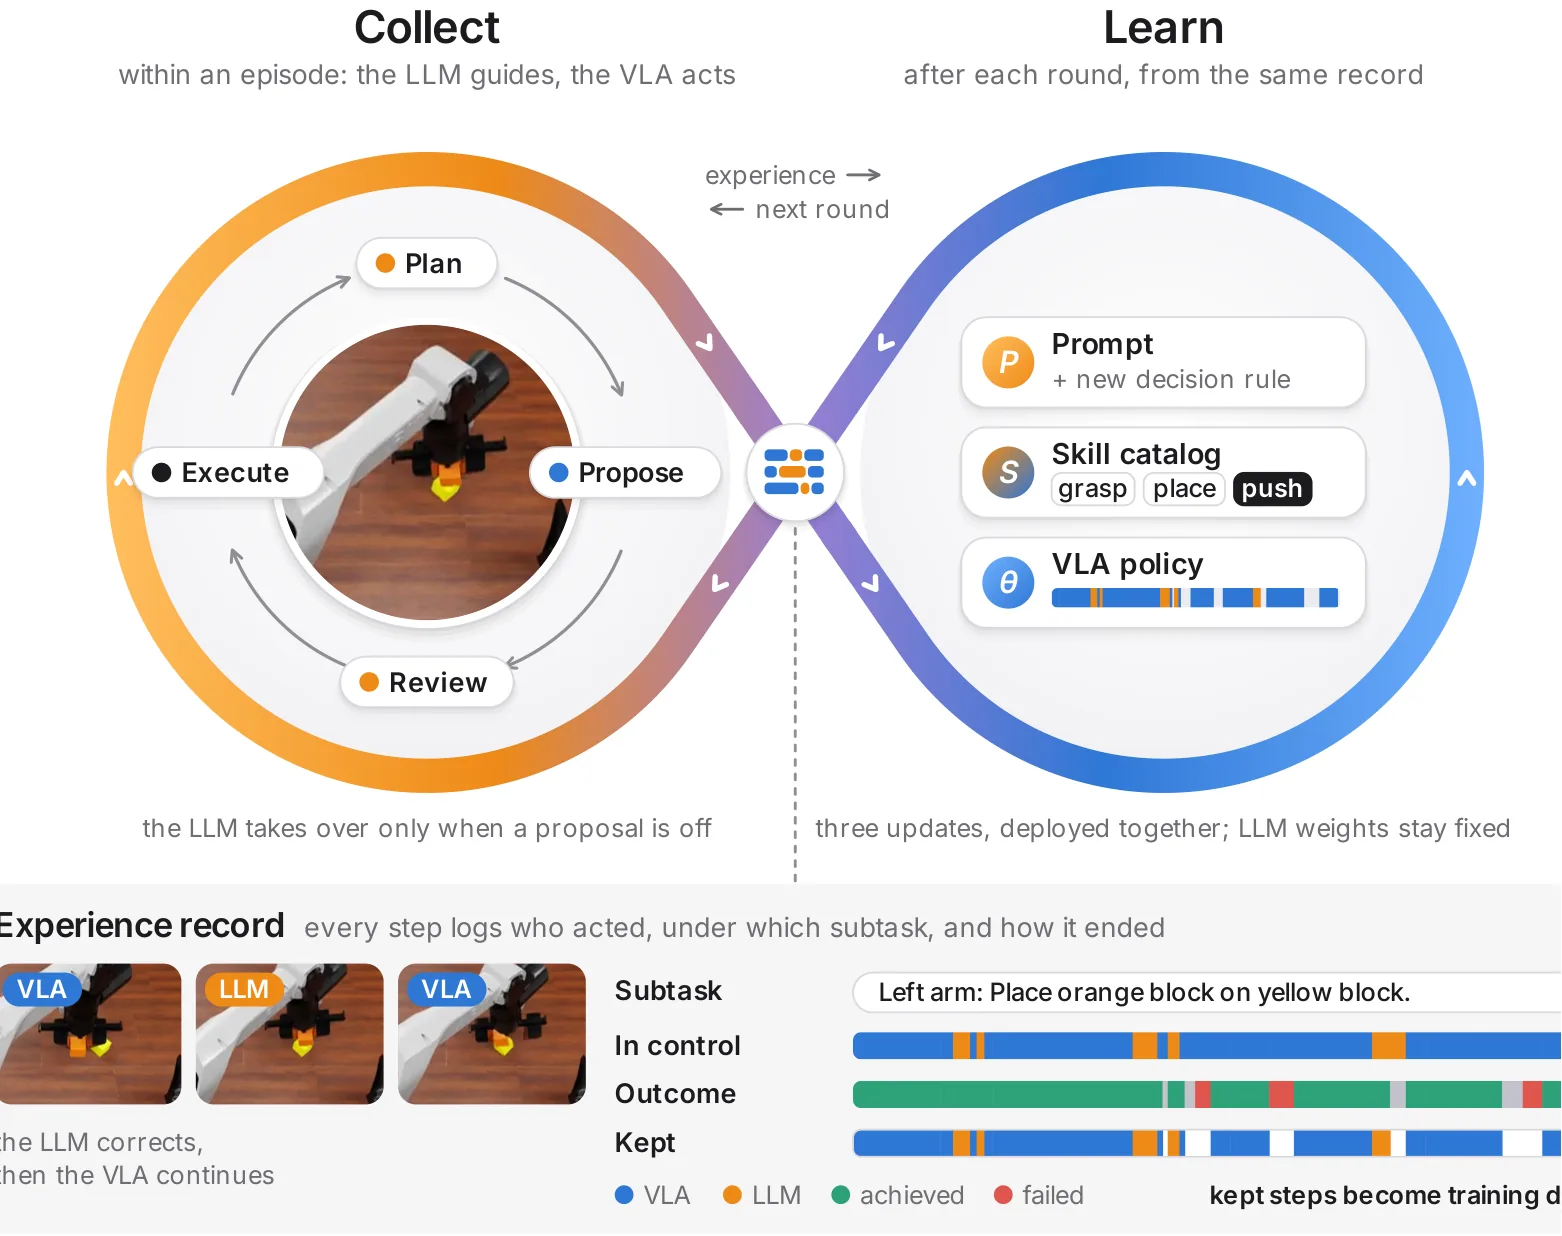 Collect
within an episode: the LLM guides, the VLA acts
Learn
after each round, from the same record
experience →
← next round
Plan
Execute
Propose
Review
P
Prompt
+ new decision rule
S
Skill catalog
grasp place push
θ
VLA policy
the LLM takes over only when a proposal is off
three updates, deployed together; LLM weights stay fixed
Experience record every step logs who acted, under which subtask, and how it ended
VLA
LLM
VLA
the LLM corrects,
then the VLA continues
Subtask
Left arm: Place orange block on yellow block.
In control
Outcome
Kept
VLA LLM achieved failed
kept steps become training